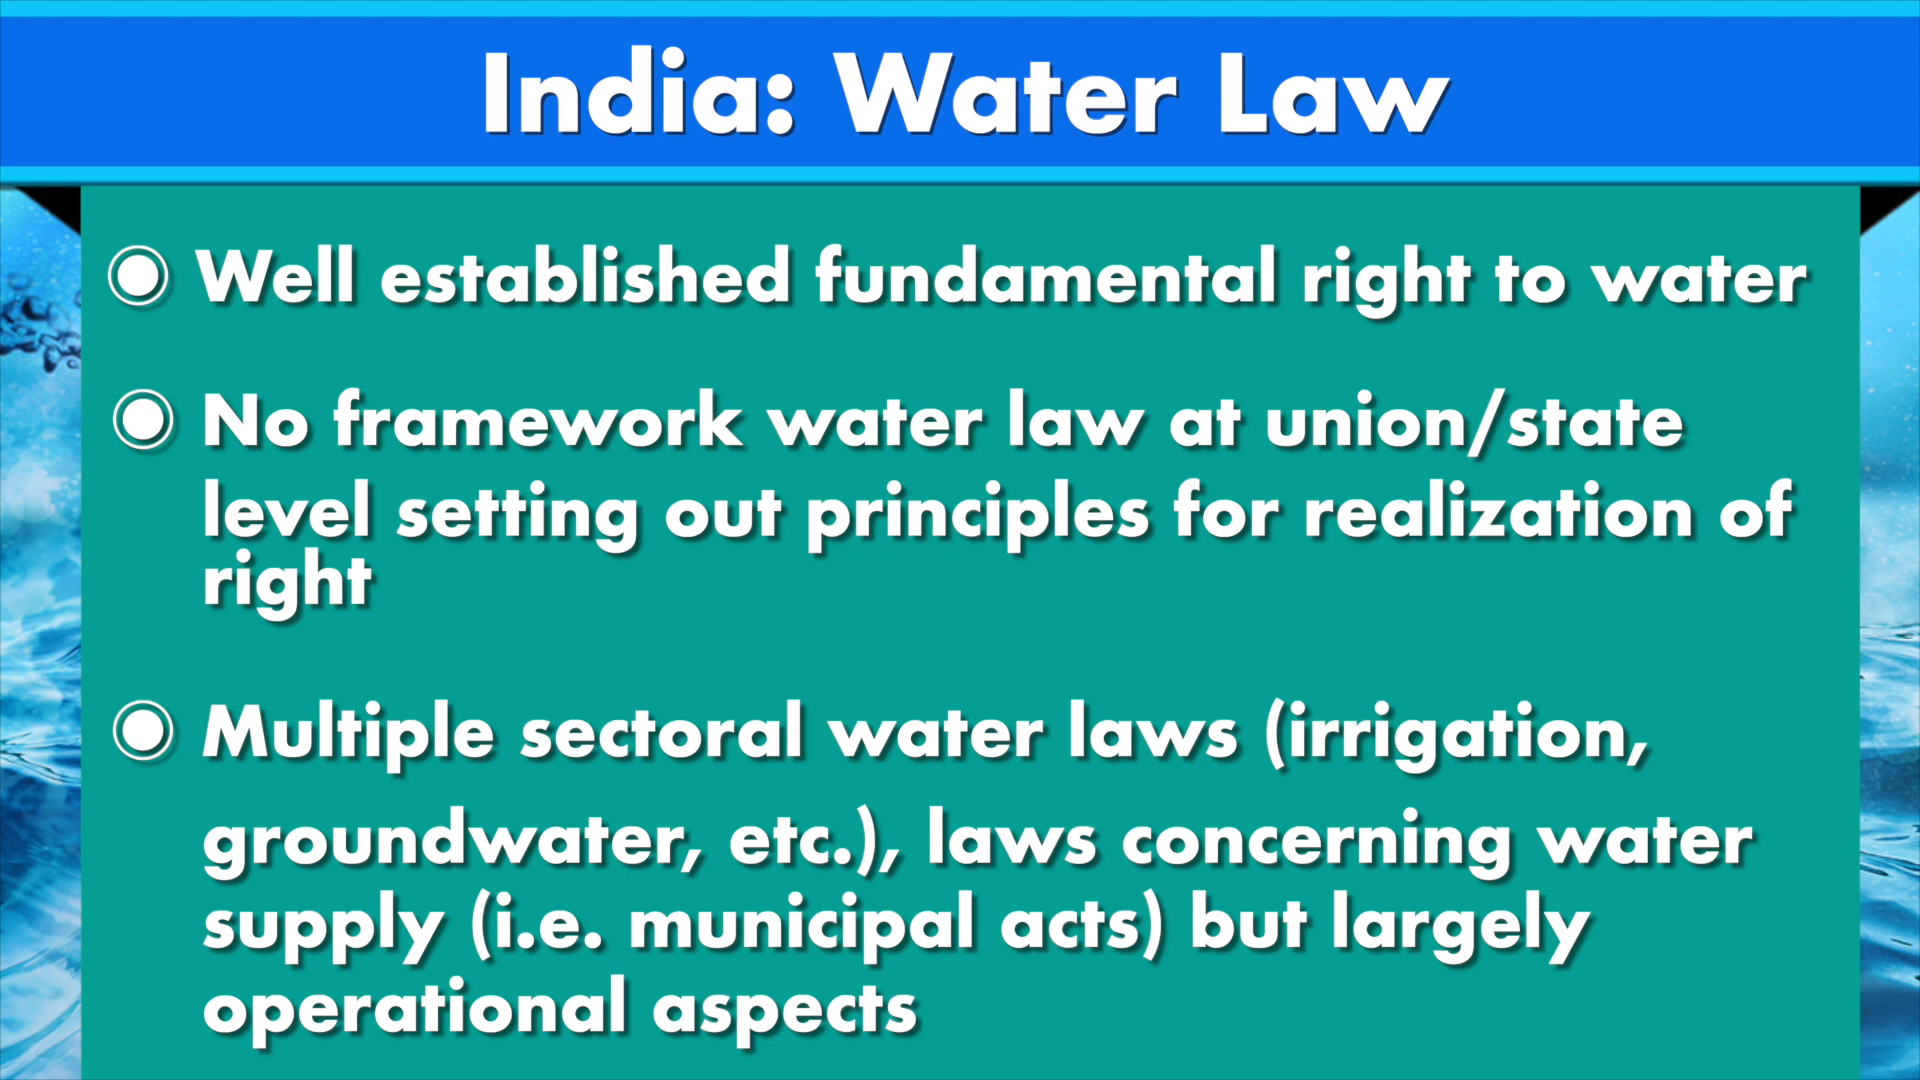 India: Water Law
Well established fundamental right to water
No framework water law at union/state
level setting out principles for realization of
right
Multiple sectoral water laws (irrigation,
groundwater, etc.), laws concerning water
supply (i.e. municipal acts) but largely
operational aspects